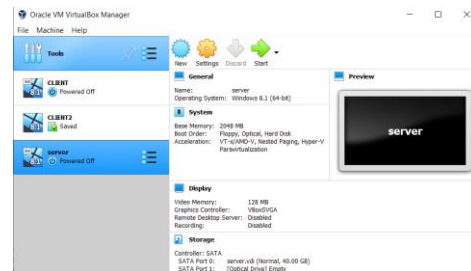 Oracle VM VirtualBox Manager
File Machine Help
Tools
New Settings Discard Start
CLIENT
Powered Off
CLIENT2
Saved
server
Powered Off
General
Name: server
Operating System: Windows 8.1 (64-bit)
System
Base Memory: 2048 MB
Boot Order: Floppy, Optical, Hard Disk
Acceleration: VT-x/AMD-V, Nested Paging, Hyper-V
Paravirtualization
Preview
server
Display
Video Memory: 128 MB
Graphics Controller: VBoxSVGA
Remote Desktop Server: Disabled
Recording: Disabled
Storage
Controller: SATA
SATA Port 0: server.vdi (Normal, 40.00 GB)
SATA Port 1: [Optical Drive] Empty